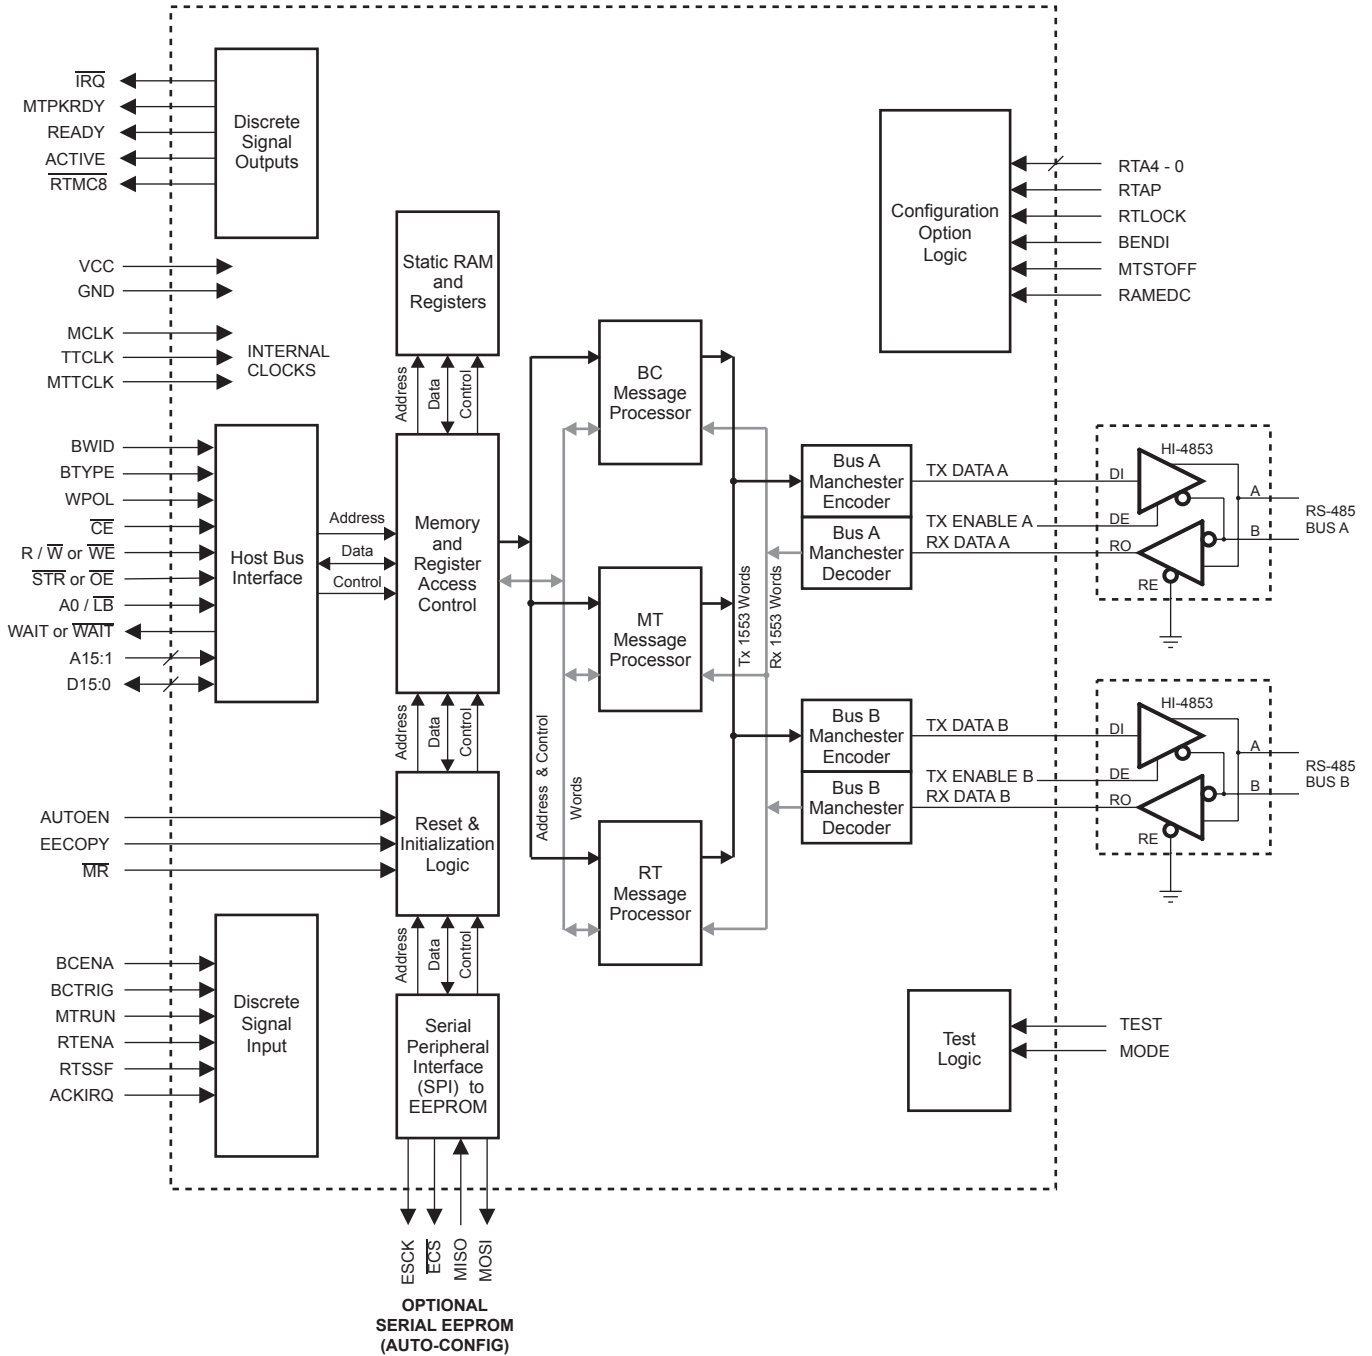 IRQ
MTPKRDY
READY
ACTIVE
RTMC8
Discrete
Signal
Outputs
VCC
GND
MCLK
TTCLK
MTTCLK
INTERNAL
CLOCKS
BWID
BTYPE
WPOL
CE
R / W or WE
STR or OE
A0 / LB
WAIT or WAIT
A15:1
D15:0
Host Bus
Interface
Address
Data
Control
Static RAM
and
Registers
Address
Data
Control
Memory
and
Register
Access
Control
Address
Data
Control
AUTOEN
EECOPY
MR
Reset &
Initialization
Logic
Address
Data
Control
BCENA
BCTRIG
MTRUN
RTENA
RTSSF
ACKIRQ
Discrete
Signal
Input
Serial
Peripheral
Interface
(SPI) to
EEPROM
ESCK
ECS
MISO
MOSI
OPTIONAL
SERIAL EEPROM
(AUTO-CONFIG)
Address & Control
Words
BC
Message
Processor
MT
Message
Processor
RT
Message
Processor
Tx 1553 Words
Rx 1553 Words
Configuration
Option
Logic
RTA4 - 0
RTAP
RTLOCK
BENDI
MTSTOFF
RAMEDC
Bus A
Manchester
Encoder
Bus A
Manchester
Decoder
TX DATA A
TX ENABLE A
RX DATA A
HI-4853
DI
DE
RO
RE
A
B
RS-485
BUS A
Bus B
Manchester
Encoder
Bus B
Manchester
Decoder
TX DATA B
TX ENABLE B
RX DATA B
HI-4853
DI
DE
RO
RE
A
B
RS-485
BUS B
Test
Logic
TEST
MODE